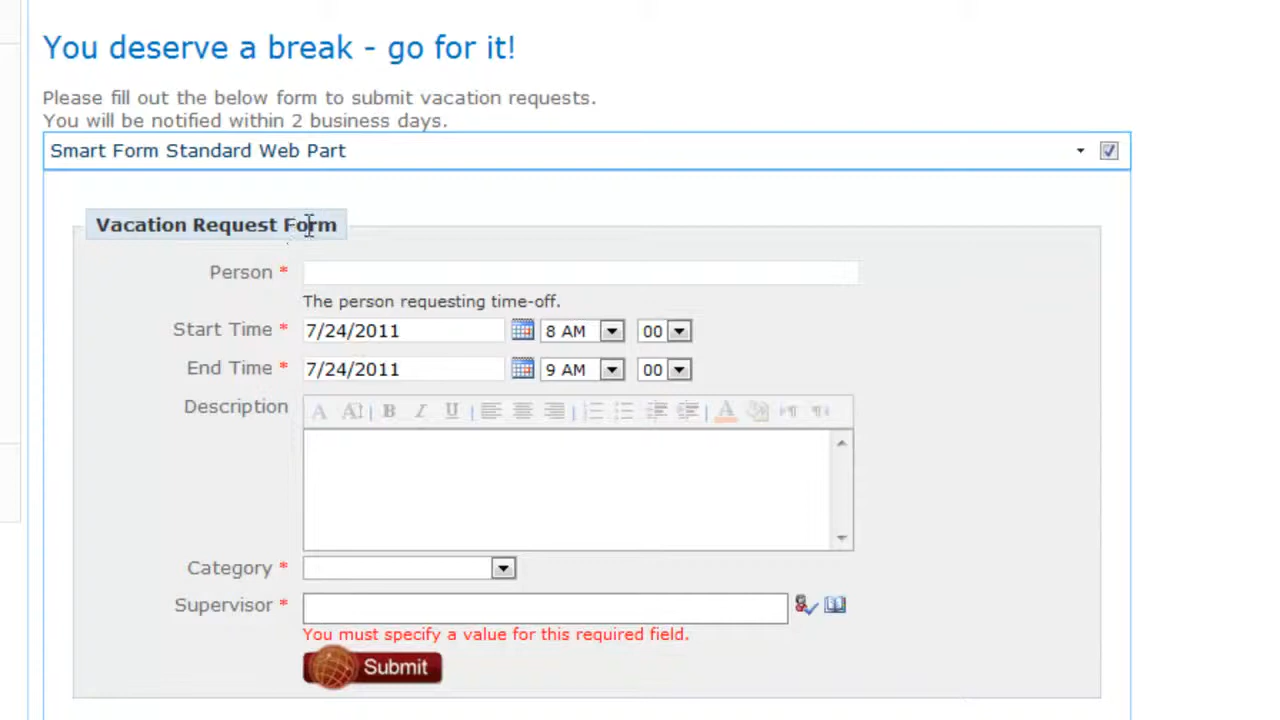 You deserve a break - go for it!
Please fill out the below form to submit vacation requests.
You will be notified within 2 business days.
Smart Form Standard Web Part
Vacation Request Form
Person *
The person requesting time-off.
Start Time * 7/24/2011 8 AM 00
End Time * 7/24/2011 9 AM 00
Description A A B I U A
Category *
Supervisor *
You must specify a value for this required field.
Submit